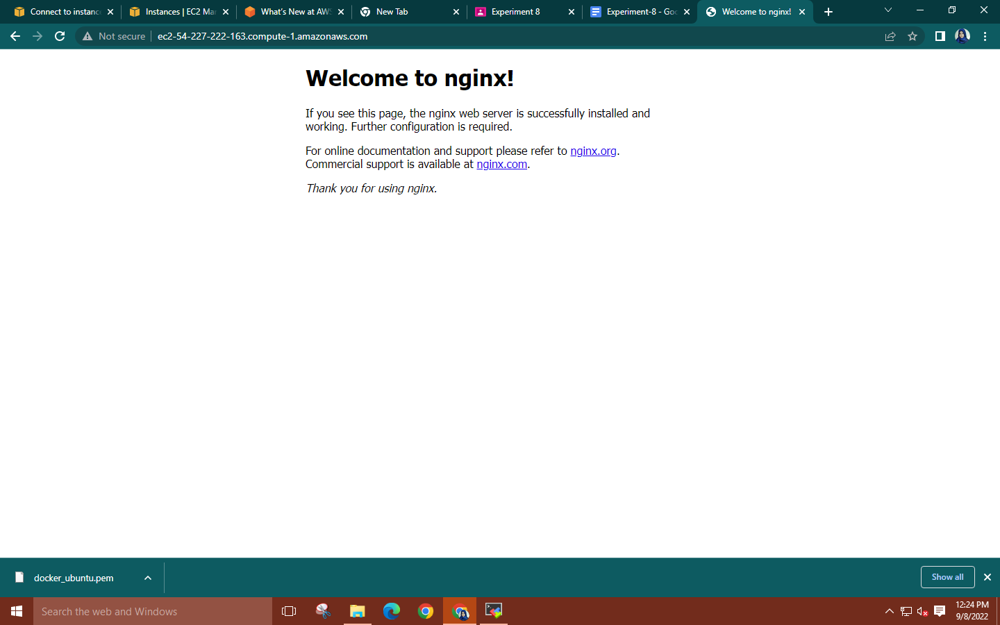 Connect to instance
Instances | EC2 Mar
What's New at AWS
New Tab
Experiment 8
Experiment-8 - Goo
Welcome to nginx!
Not secure
ec2-54-227-222-163.compute-1.amazonaws.com
Welcome to nginx!
If you see this page, the nginx web server is successfully installed and
working. Further configuration is required.
For online documentation and support please refer to nginx.org.
Commercial support is available at nginx.com.
Thank you for using nginx.
docker_ubuntu.pem
Show all
Search the web and Windows
12:24 PM
9/8/2022